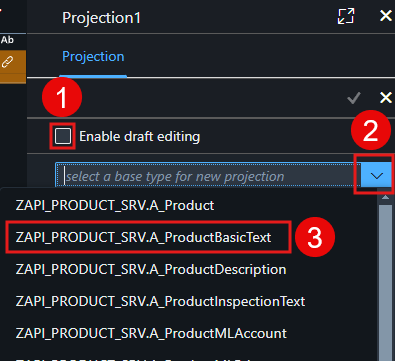 Projection1
Ab
Projection
1
Enable draft editing
2
select a base type for new projection
ZAPI_PRODUCT_SRV.A_Product
ZAPI_PRODUCT_SRV.A_ProductBasicText
3
ZAPI_PRODUCT_SRV.A_ProductDescription
ZAPI_PRODUCT_SRV.A_ProductInspectionText
ZAPI_PRODUCT_SRV.A_ProductMLAccount